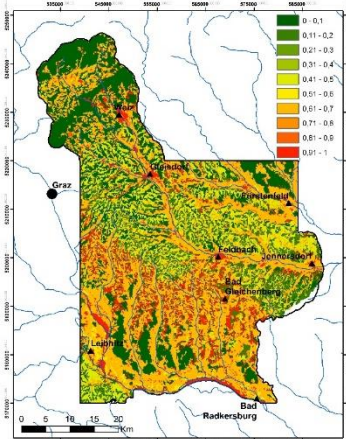 535000 545000 555000 565000 575000 585000
0 - 0,1
0,11 - 0,2
0,21 - 0,3
0,31 - 0,4
0,41 - 0,5
0,51 - 0,6
0,61 - 0,7
0,71 - 0,8
0,81 - 0,9
0,91 - 1
Weiz
Gleisdorf
Graz
Fürstenfeld
Feldbach
Jennersdorf
Bad
Gleichenberg
Leibnitz
Bad
Radkersburg
0 5 10 15 20
Km